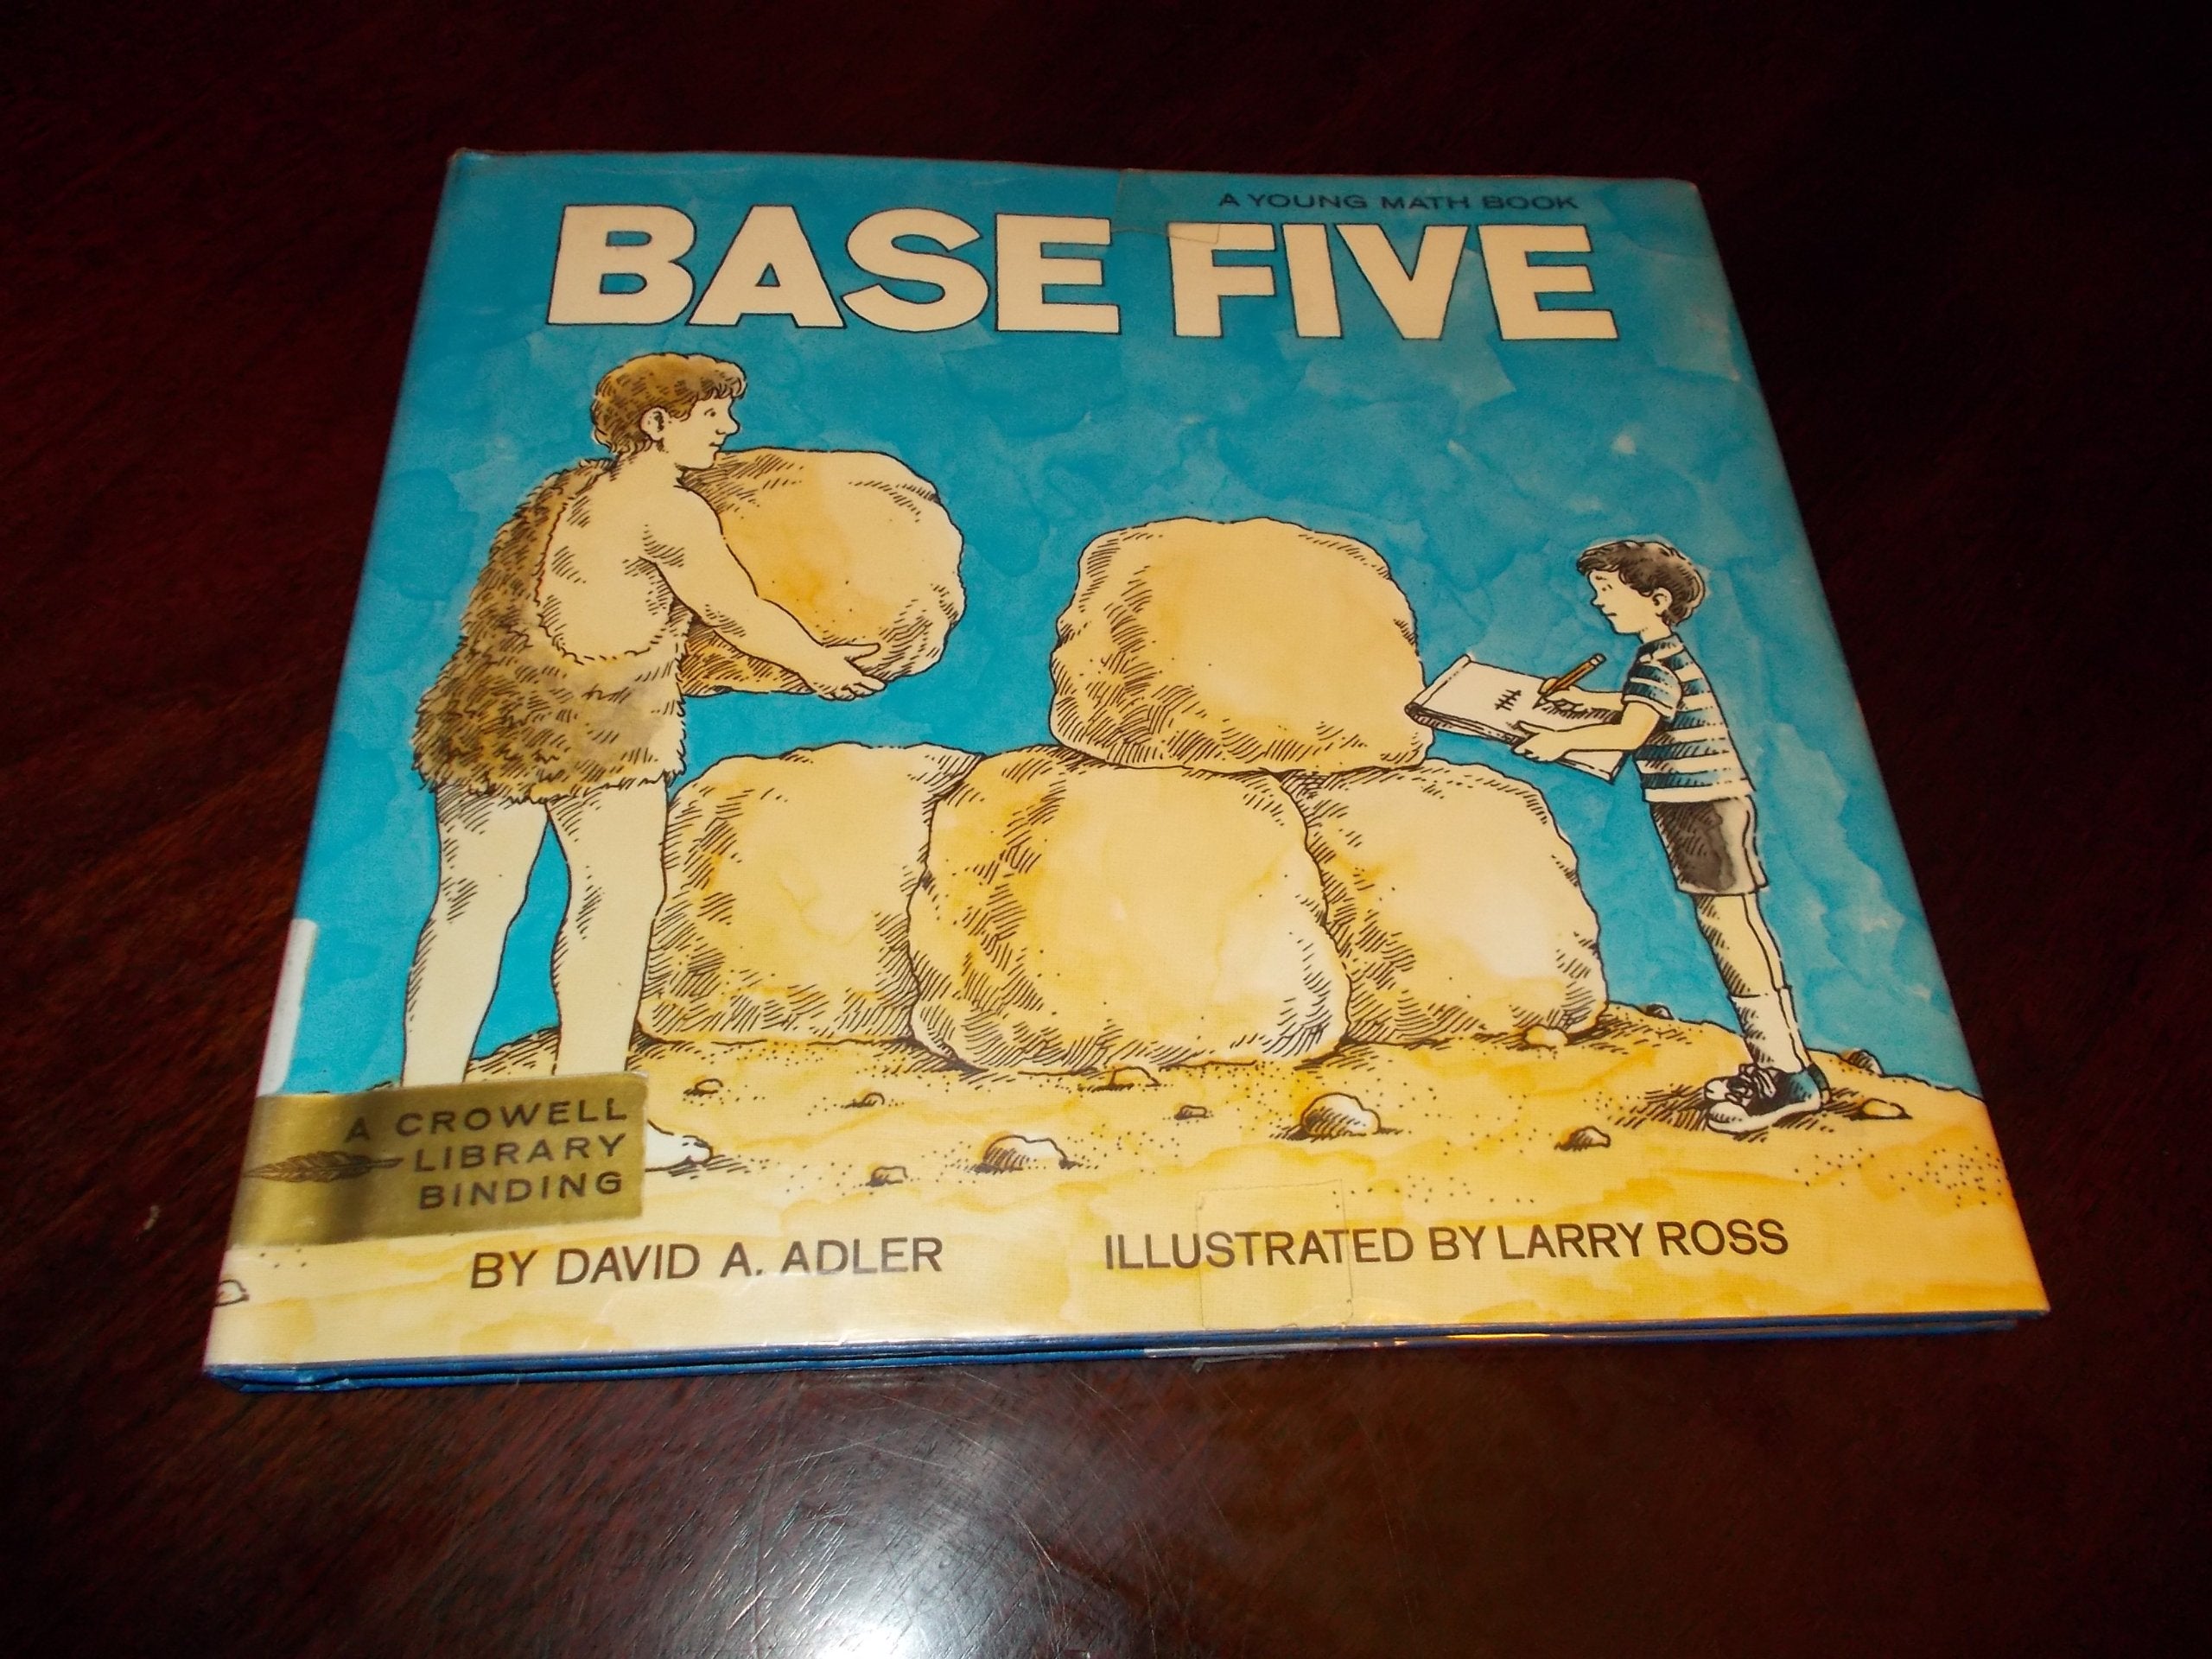 A YOUNG MATH BOOK
BASE FIVE
A CROWELL
LIBRARY
BINDING
BY DAVID A. ADLER
ILLUSTRATED BY LARRY ROSS